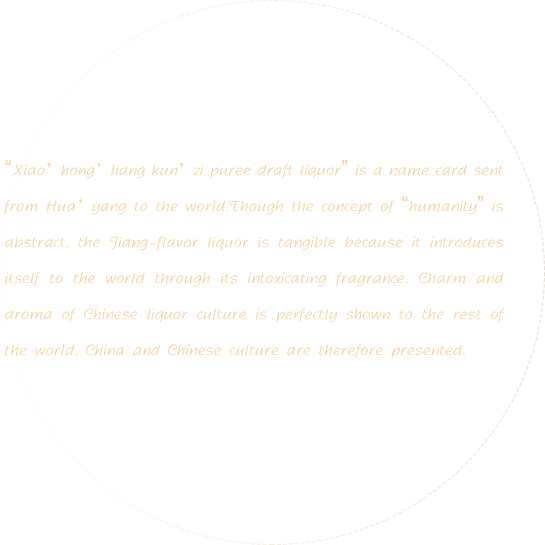 “Xiao’hong’liang kun’zi puree draft liquor” is a name card sent
from Hua’yang to the world.Though the concept of “humanity” is
abstract, the Jiang-flavor liquor is tangible because it introduces
itself to the world through its intoxicating fragrance. Charm and
aroma of Chinese liquor culture is perfectly shown to the rest of
the world, China and Chinese culture are therefore presented.